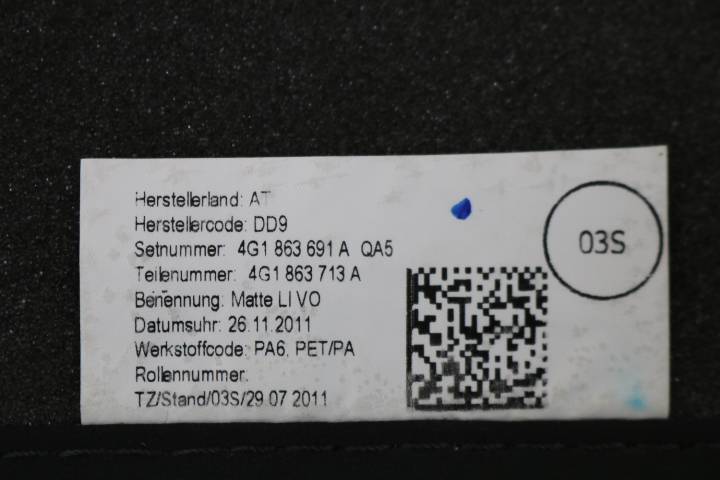 Herstellerland: AT
Herstellercode: DD9
Setnummer: 4G1 863 691 A QA5
Teilenummer: 4G1 863 713 A
Benennung: Matte LI VO
Datumsuhr: 26.11.2011
Werkstoffcode: PA6, PET/PA
Rollennummer:
TZ/Stand/03S/29.07.2011
03S